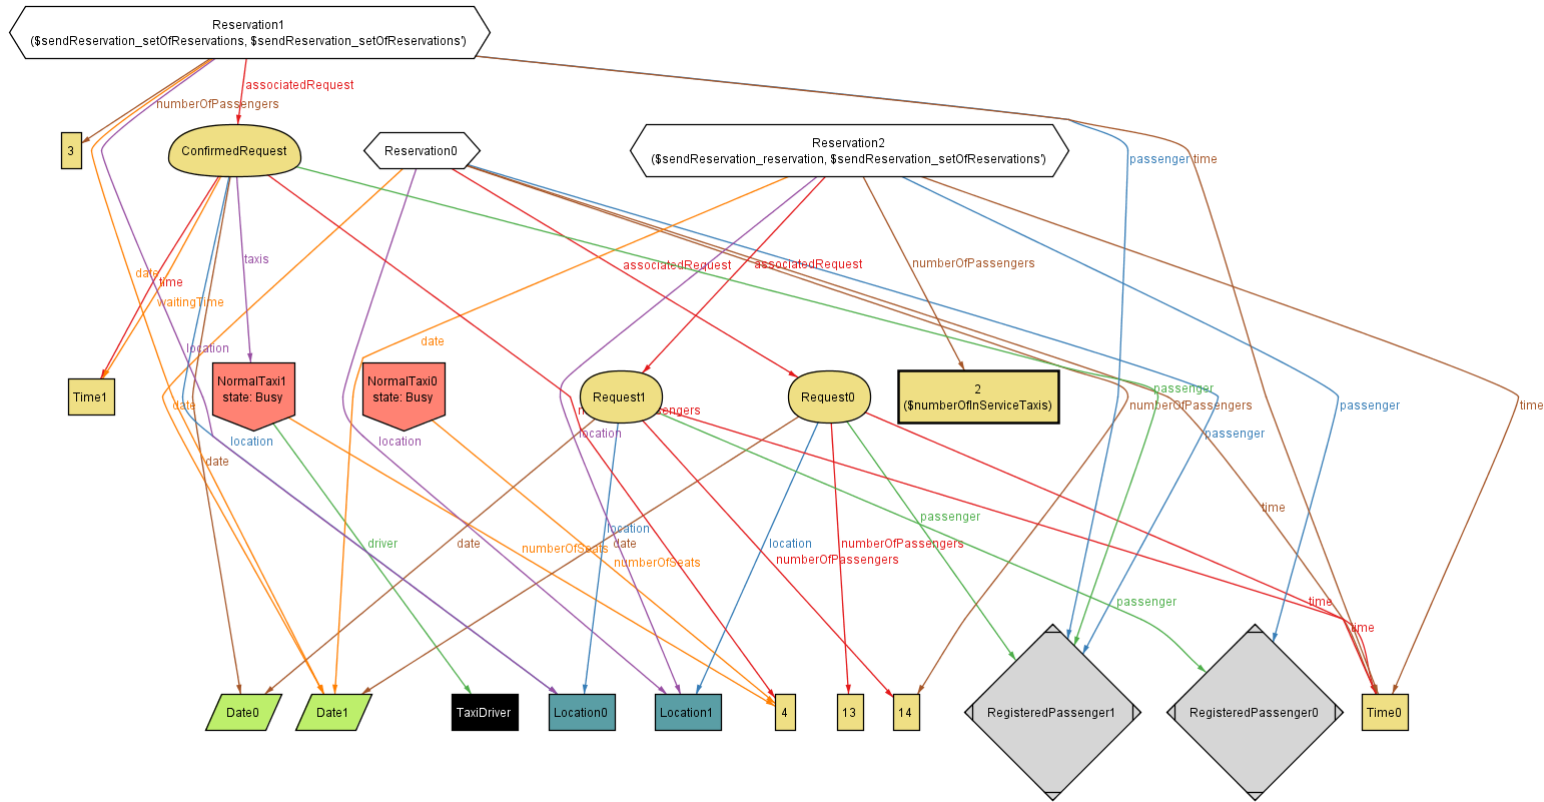 Reservation1
($sendReservation_setOfReservations, $sendReservation_setOfReservations')
associatedRequest
numberOfPassengers
3
ConfirmedRequest
Reservation0
Reservation2
($sendReservation_reservation, $sendReservation_setOfReservations')
passenger
time
taxis
associatedRequest
associatedRequest
numberOfPassengers
date
time
waitingTime
date
location
NormalTaxi1
state: Busy
NormalTaxi0
state: Busy
2
($numberOfInServiceTaxis)
Time1
Request1
Request0
passenger
date
numberOfPassengers
passenger
time
location
location
location
passenger
date
time
passenger
location
driver
date
numberOfSeats
date
location
numberOfPassengers
numberOfSeats
numberOfPassengers
passenger
time
time
Date0
Date1
TaxiDriver
Location0
Location1
4
13
14
RegisteredPassenger1
RegisteredPassenger0
Time0